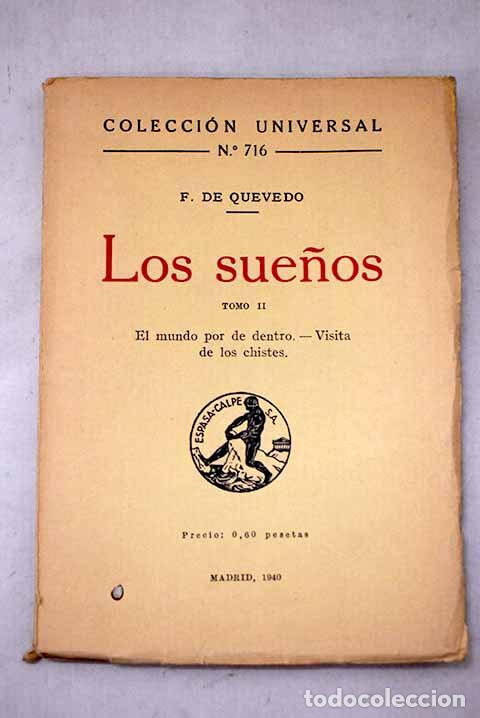 COLECCIÓN UNIVERSAL
N.º 716
F. DE QUEVEDO
Los sueños
TOMO II
El mundo por de dentro. — Visita
de los chistes.
ESPASA-CALPE S.A.
Precio: 0,60 pesetas
MADRID, 1940
todocoleccion